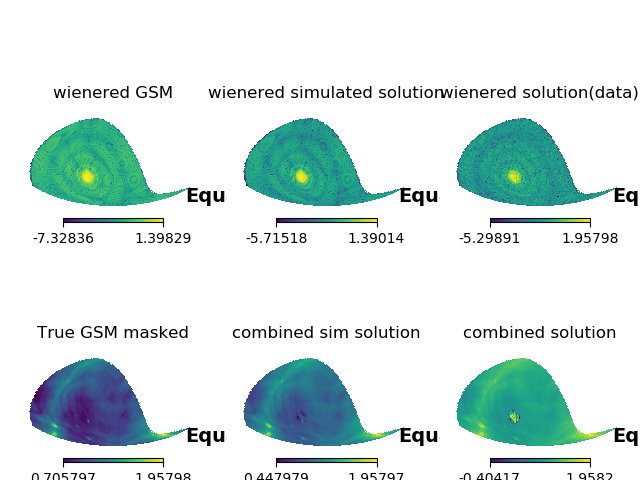 wienered GSM
wienered simulated solution
wienered solution(data)
Equ
Equ
Eq
-7.32836 1.39829
-5.71518 1.39014
-5.29891 1.95798
True GSM masked
combined sim solution
combined solution
Equ
Equ
Eq
0.705797 1.95798
0.447979 1.95797
-0.40417 1.9582